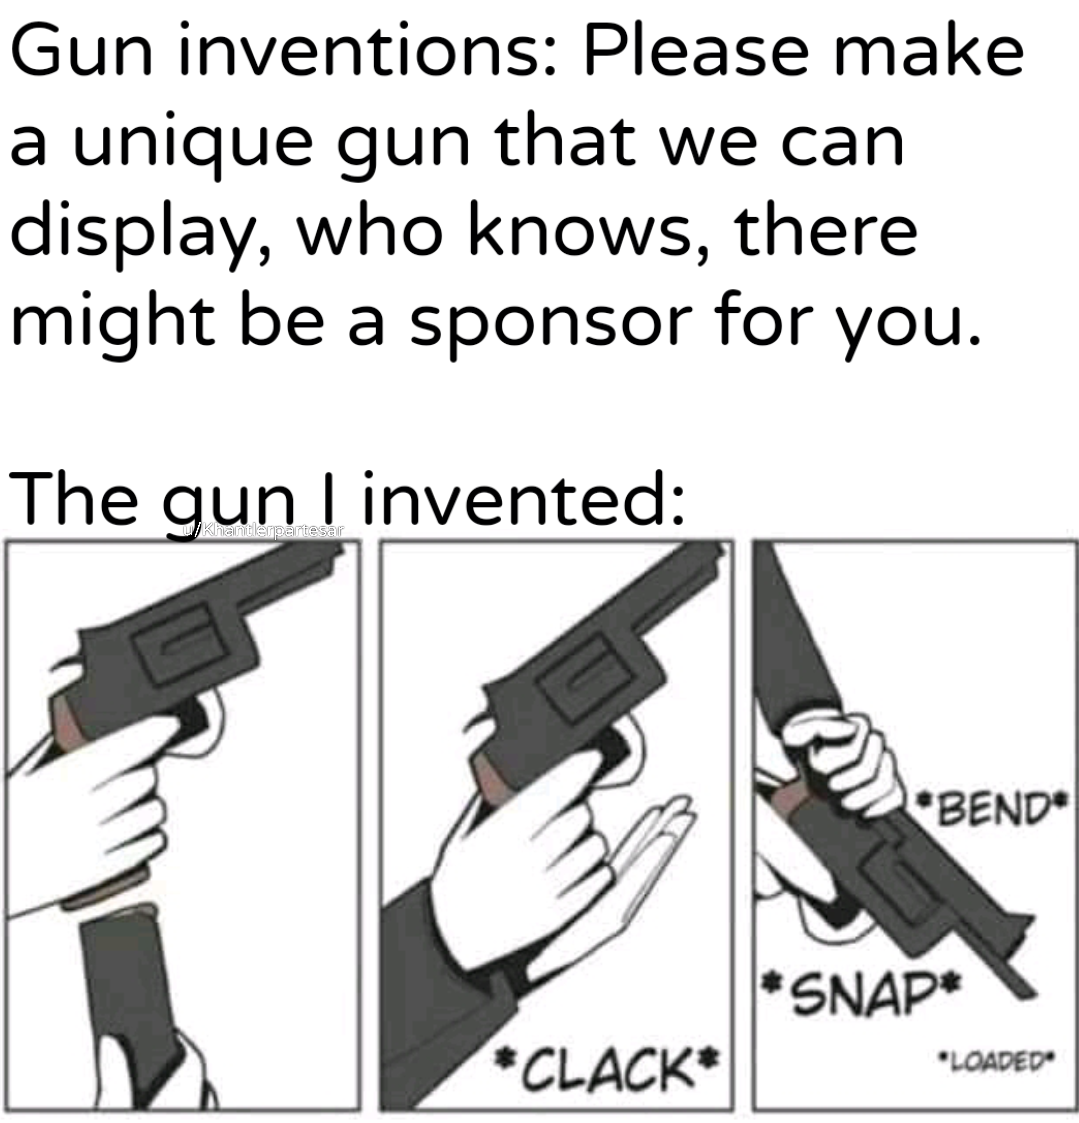 Gun inventions: Please make
a unique gun that we can
display, who knows, there
might be a sponsor for you.
The gun I invented:
u/Khantlerpartesar
*BEND*
*SNAP*
*CLACK*
*LOADED*